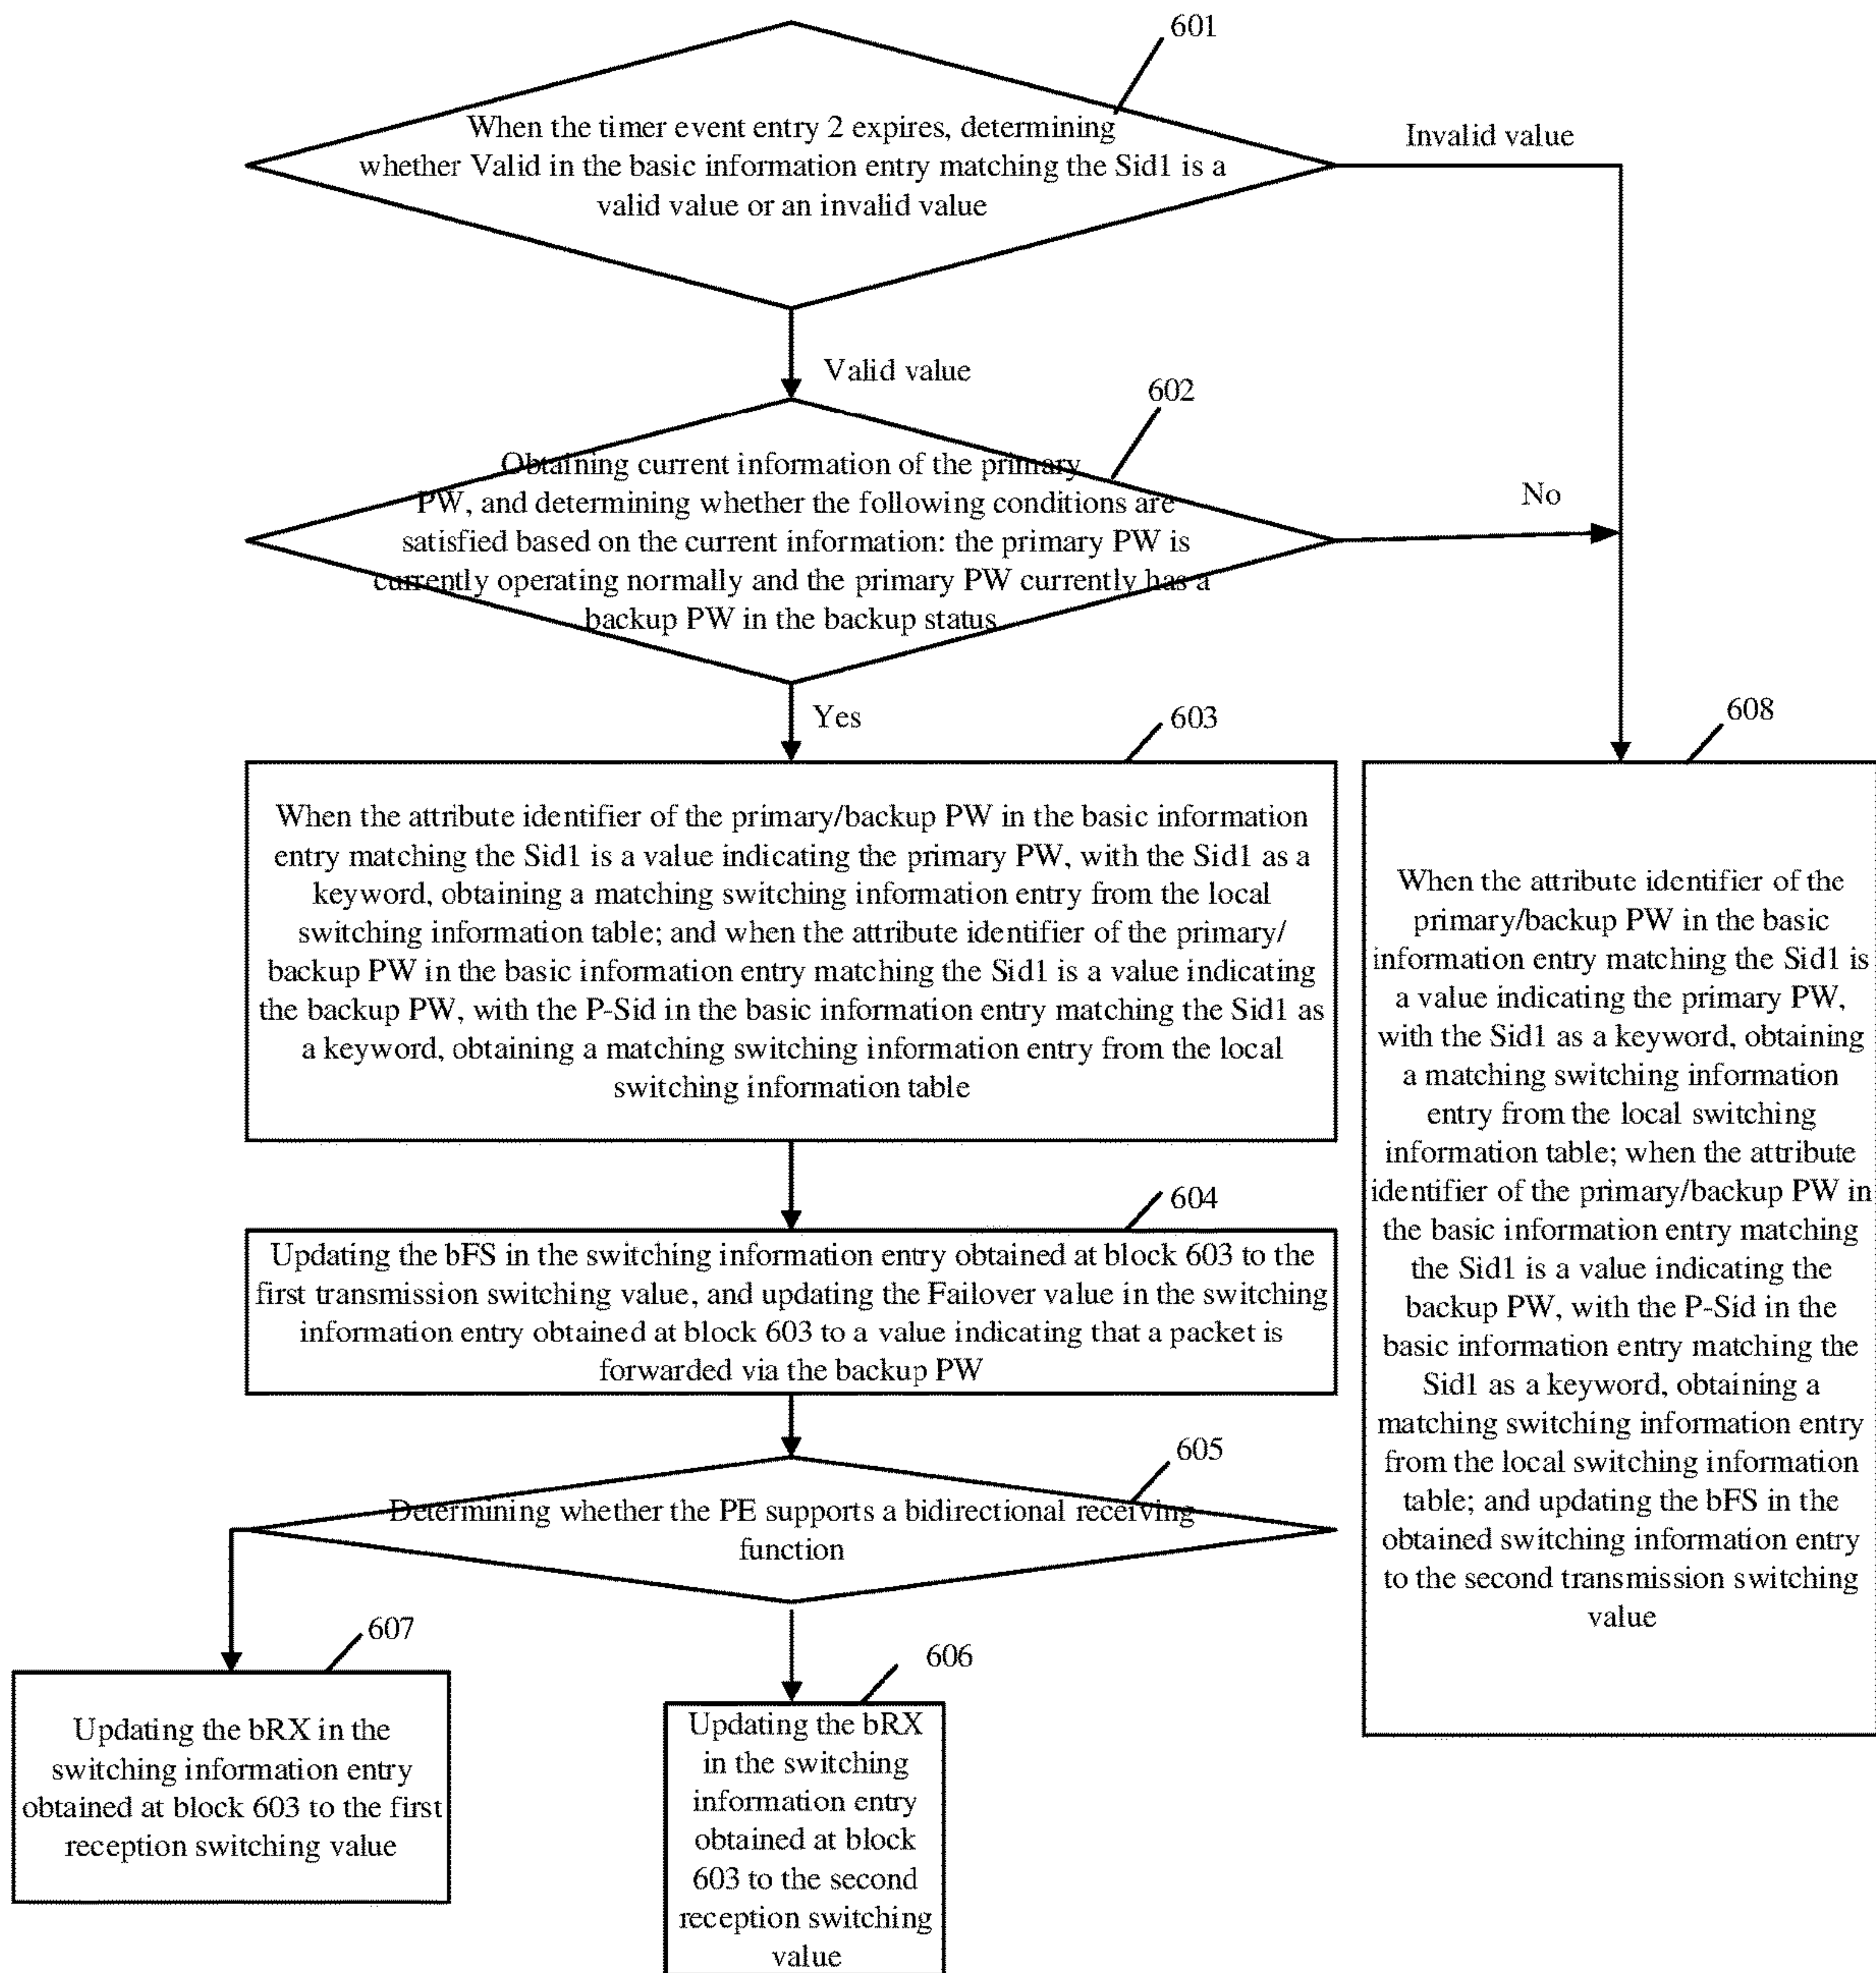 601
When the timer event entry 2 expires, determining
whether Valid in the basic information entry matching the Sid1 is a
valid value or an invalid value
Invalid value
Valid value
602
Obtaining current information of the primary
PW, and determining whether the following conditions are
satisfied based on the current information: the primary PW is
currently operating normally and the primary PW currently has a
backup PW in the backup status
No
Yes
603
When the attribute identifier of the primary/backup PW in the basic information
entry matching the Sid1 is a value indicating the primary PW, with the Sid1 as a
keyword, obtaining a matching switching information entry from the local
switching information table; and when the attribute identifier of the primary/
backup PW in the basic information entry matching the Sid1 is a value indicating
the backup PW, with the P-Sid in the basic information entry matching the Sid1 as
a keyword, obtaining a matching switching information entry from the local
switching information table
608
When the attribute identifier of the
primary/backup PW in the basic
information entry matching the Sid1 is
a value indicating the primary PW,
with the Sid1 as a keyword, obtaining
a matching switching information
entry from the local switching
information table; when the attribute
identifier of the primary/backup PW in
the basic information entry matching
the Sid1 is a value indicating the
backup PW, with the P-Sid in the
basic information entry matching the
Sid1 as a keyword, obtaining a
matching switching information entry
from the local switching information
table; and updating the bFS in the
obtained switching information entry
to the second transmission switching
value
604
Updating the bFS in the switching information entry obtained at block 603 to the
first transmission switching value, and updating the Failover value in the switching
information entry obtained at block 603 to a value indicating that a packet is
forwarded via the backup PW
605
Determining whether the PE supports a bidirectional receiving
function
607
Updating the bRX in the
switching information entry
obtained at block 603 to the first
reception switching value
606
Updating the bRX
in the switching
information entry
obtained at block
603 to the second
reception switching
value